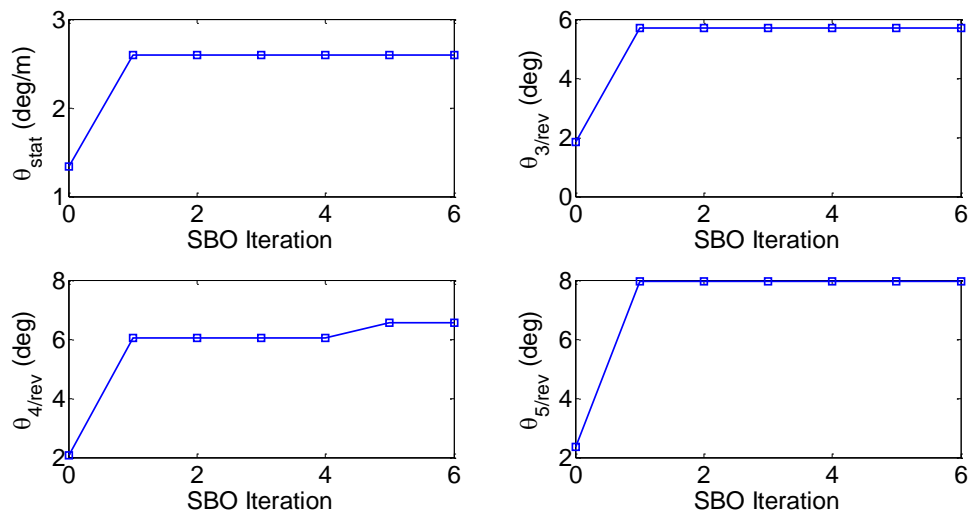 3
2
1
θstat (deg/m)
0 2 4 6
SBO Iteration
6
4
2
0
θ3/rev (deg)
0 2 4 6
SBO Iteration
8
6
4
2
θ4/rev (deg)
0 2 4 6
SBO Iteration
8
6
4
2
θ5/rev (deg)
0 2 4 6
SBO Iteration